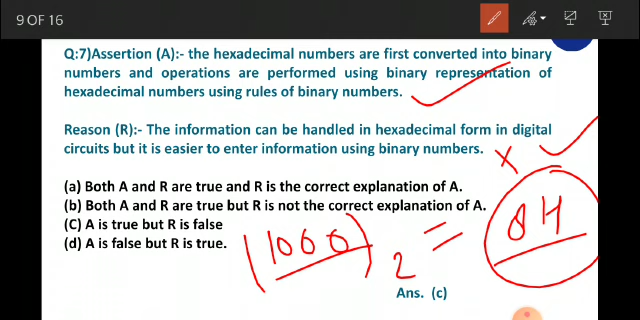 9 OF 16
Q:7)Assertion (A):- the hexadecimal numbers are first converted into binary
numbers and operations are performed using binary representation of
hexadecimal numbers using rules of binary numbers.
Reason (R):- The information can be handled in hexadecimal form in digital
circuits but it is easier to enter information using binary numbers.
(a) Both A and R are true and R is the correct explanation of A.
(b) Both A and R are true but R is not the correct explanation of A.
(C) A is true but R is false
(d) A is false but R is true.
(1000)2 = 8H
Ans. (c)